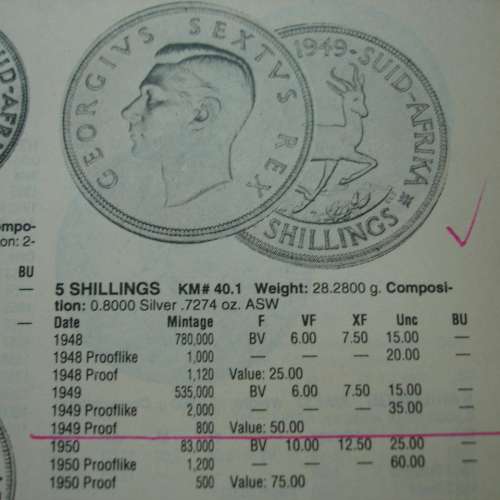 GEORGIVS SEXTVS REX
1949-SUID-AFRIKA
SHILLINGS
UID-AFR
ompo-
on: 2-
BU
—
—
5 SHILLINGS KM# 40.1 Weight: 28.2800 g. Composi-
tion: 0.8000 Silver .7274 oz. ASW
Date Mintage F VF XF Unc BU
1948 780,000 BV 6.00 7.50 15.00 —
1948 Prooflike 1,000 — — — 20.00 —
1948 Proof 1,120 Value: 25.00
1949 535,000 BV 6.00 7.50 15.00 —
1949 Prooflike 2,000 — — — 35.00 —
1949 Proof 800 Value: 50.00
1950 83,000 BV 10.00 12.50 25.00 —
1950 Prooflike 1,200 — — — 60.00 —
1950 Proof 500 Value: 75.00